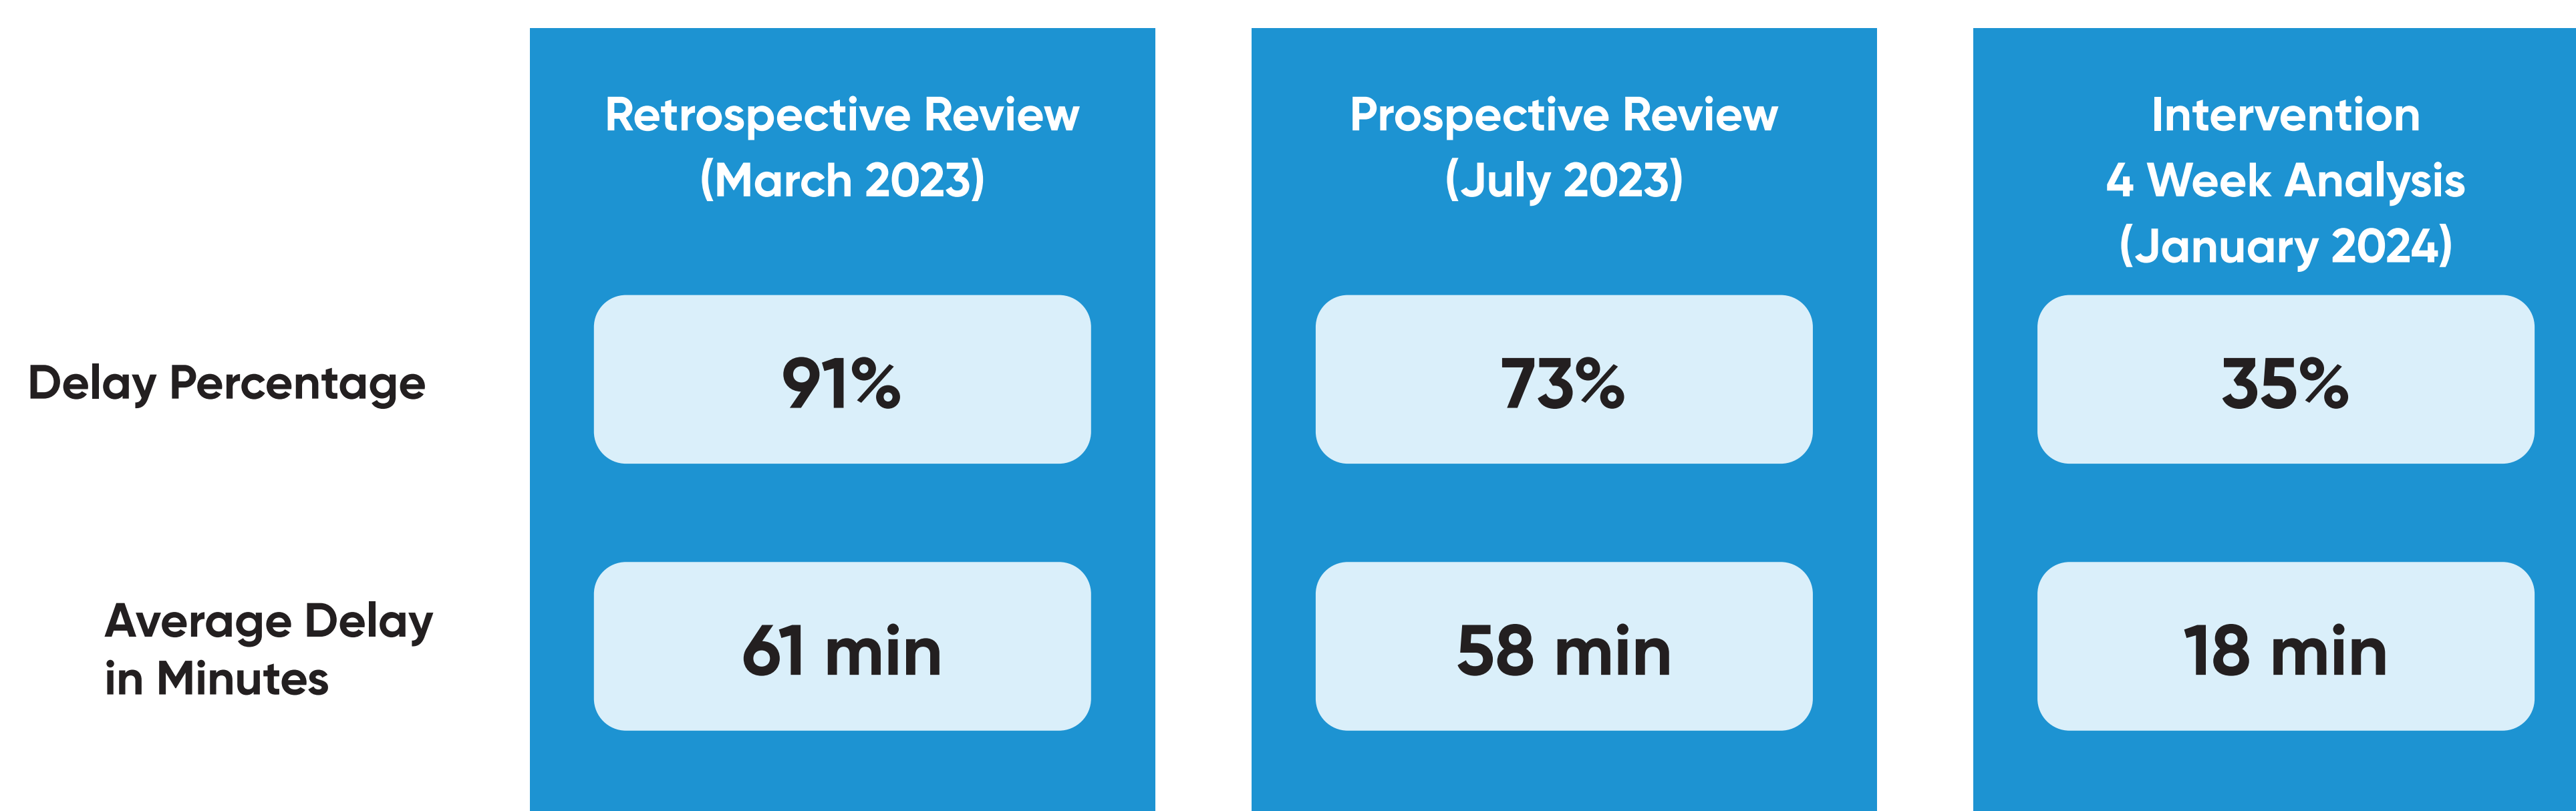 Retrospective Review
(March 2023)
Prospective Review
(July 2023)
Intervention
4 Week Analysis
(January 2024)
Delay Percentage
91%
73%
35%
Average Delay
in Minutes
61 min
58 min
18 min